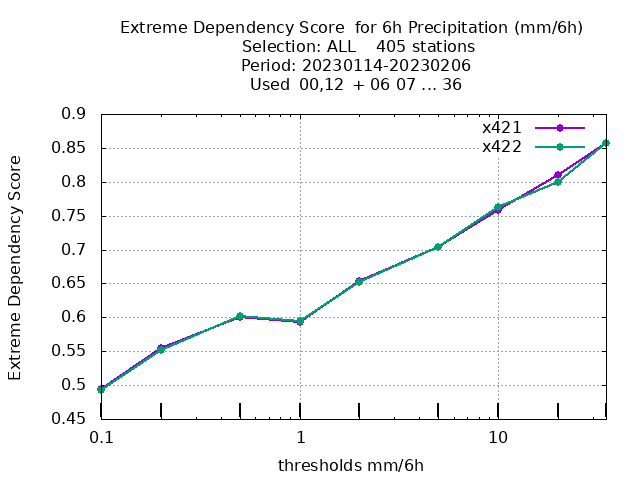 Extreme Dependency Score  for 6h Precipitation (mm/6h)
Selection: ALL    405 stations
Period: 20230114-20230206
Used  00,12  + 06 07 ... 36
x421
x422
0.9
0.85
0.8
0.75
0.7
0.65
0.6
0.55
0.5
0.45
Extreme Dependency Score
0.1
1
10
thresholds mm/6h